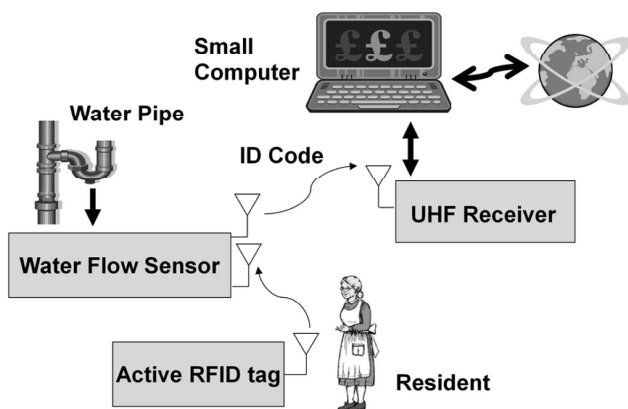 Small
Computer
£££
Water Pipe
ID Code
UHF Receiver
Water Flow Sensor
Active RFID tag
Resident